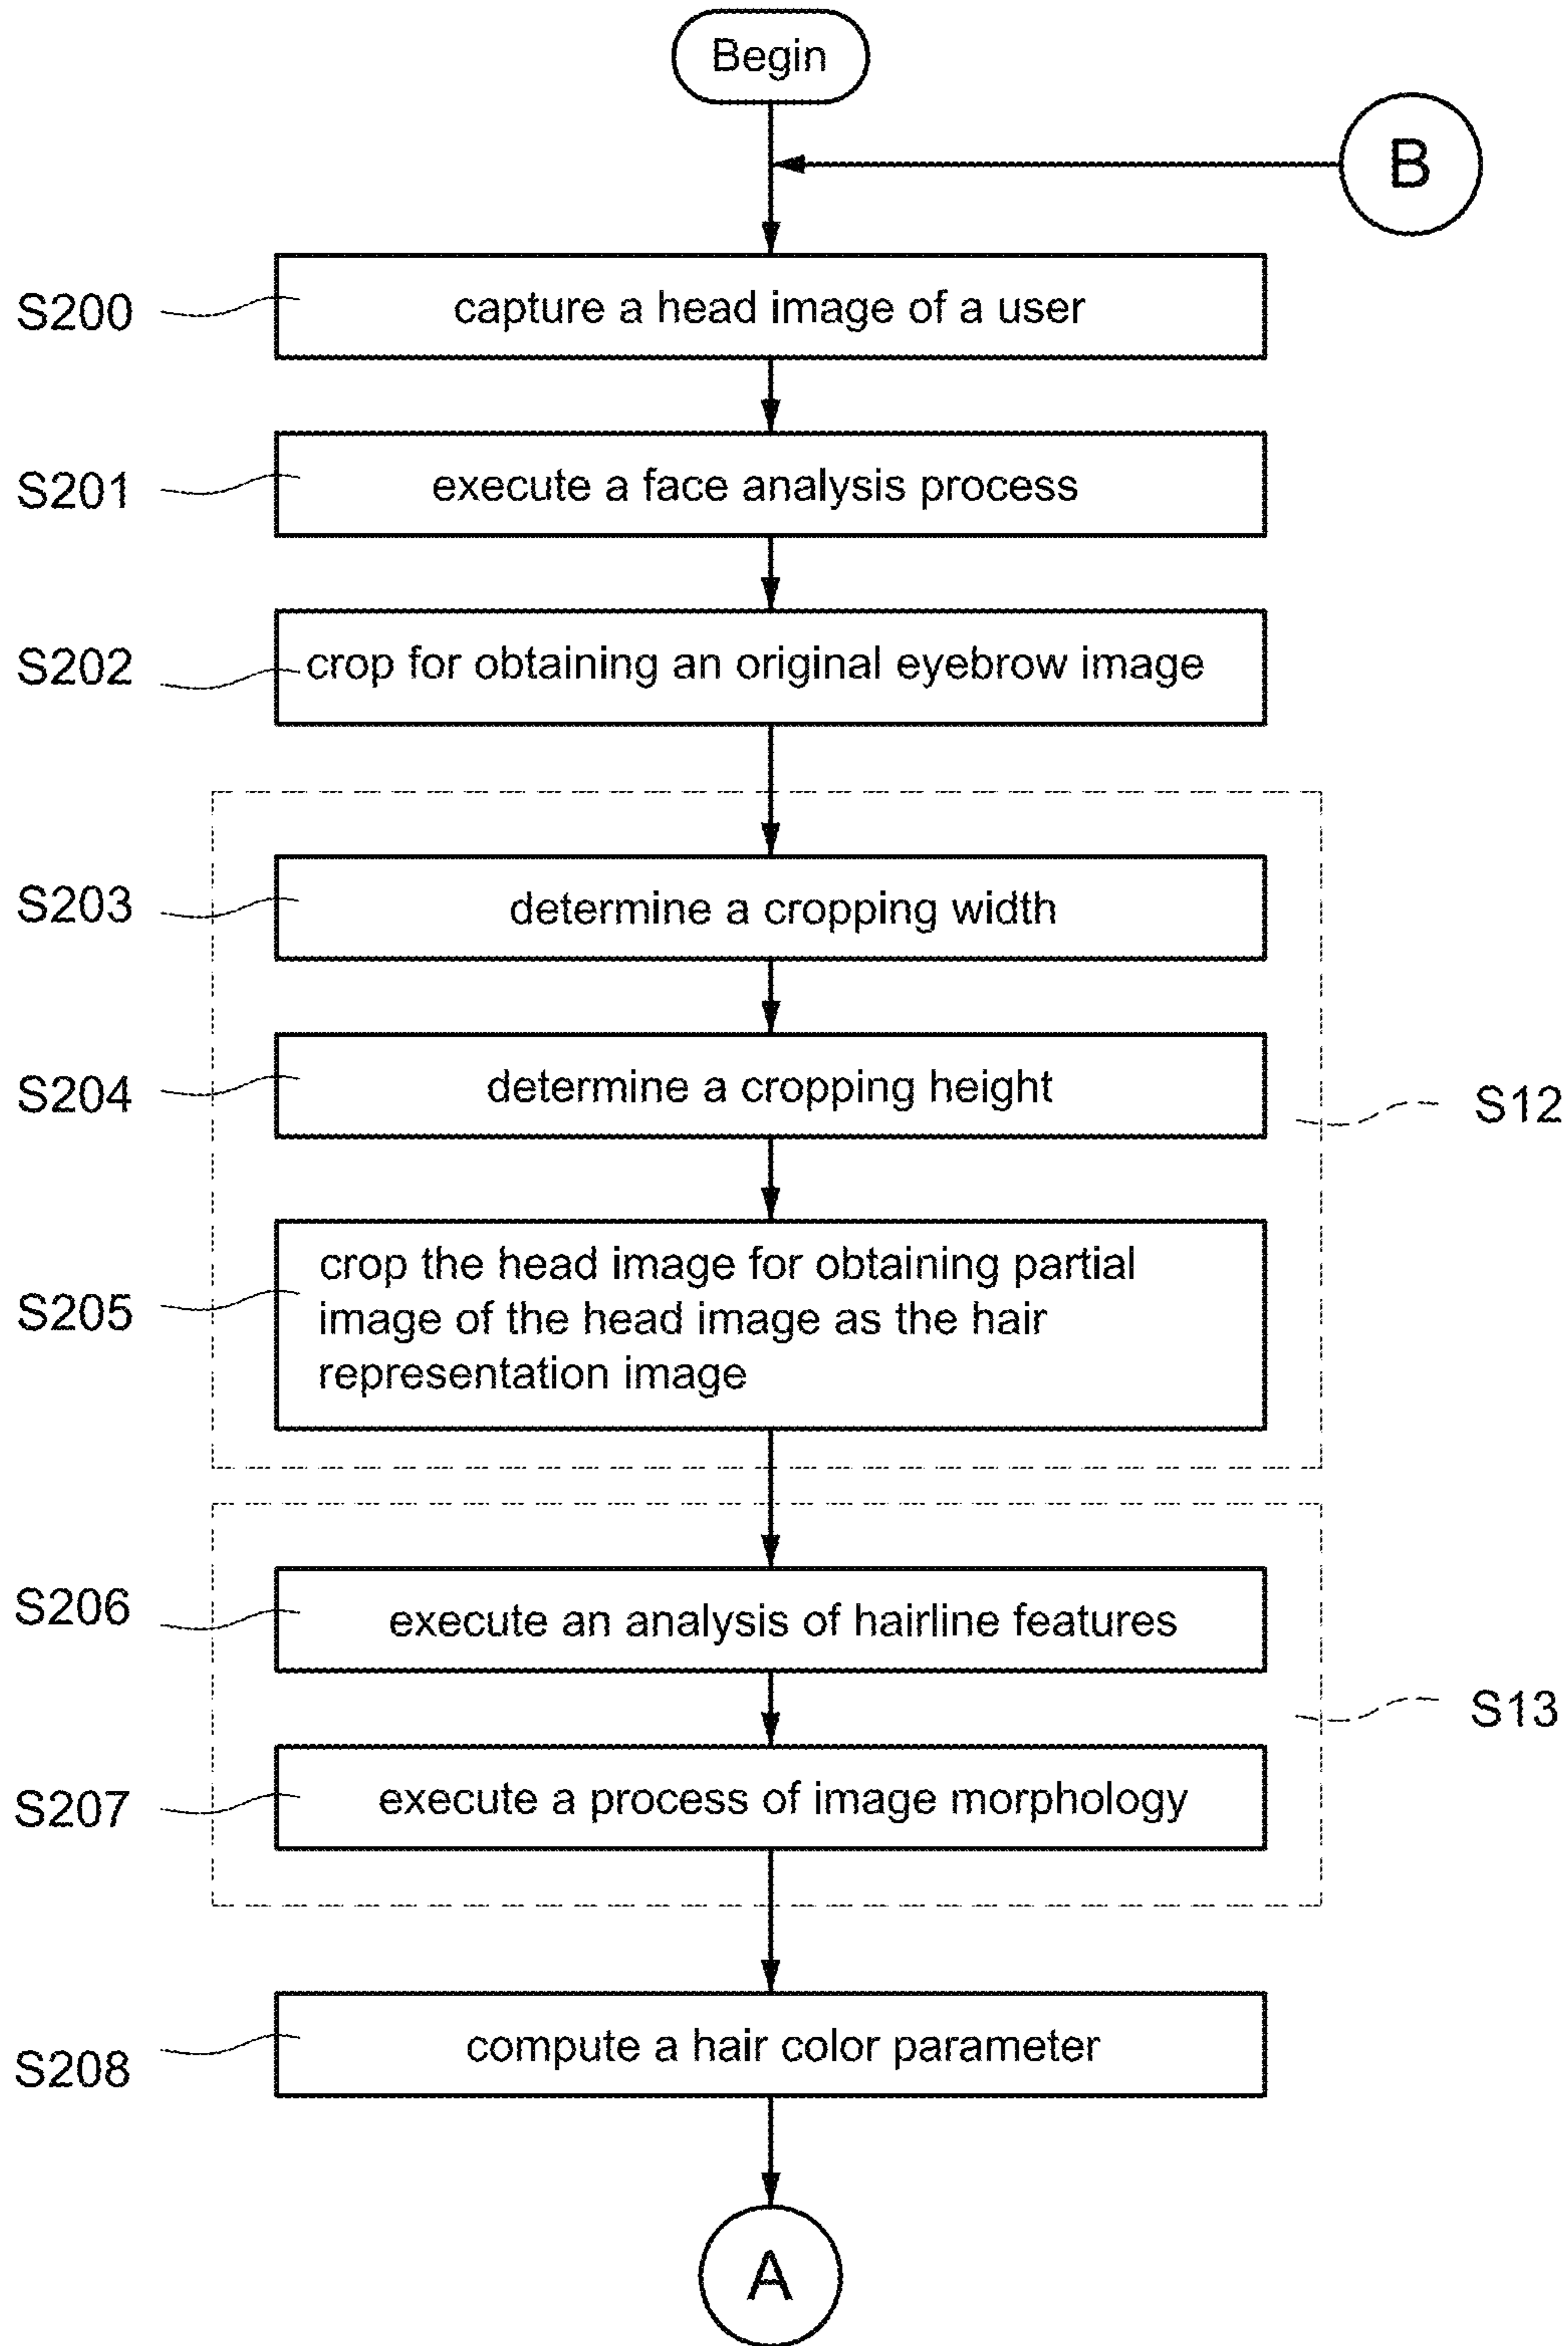 Begin
B
S200
capture a head image of a user
S201
execute a face analysis process
S202
crop for obtaining an original eyebrow image
S203
determine a cropping width
S204
determine a cropping height
S12
S205
crop the head image for obtaining partial
image of the head image as the hair
representation image
S206
execute an analysis of hairline features
S13
S207
execute a process of image morphology
S208
compute a hair color parameter
A